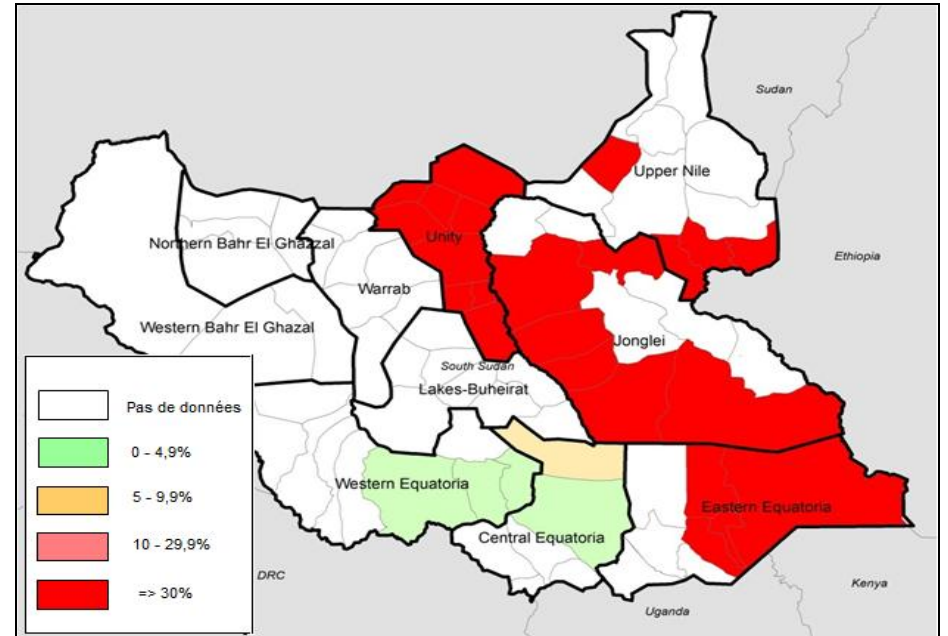 Sudan
Upper Nile
Unity
Northern Bahr El Ghazzal
Ethiopia
Warrab
Western Bahr El Ghazal
Jonglei
South Sudan
Lakes-Buheirat
Pas de données
0 - 4,9%
5 - 9,9%
10 - 29,9%
=> 30%
Western Equatoria
Eastern Equatoria
Central Equatoria
DRC
Kenya
Uganda